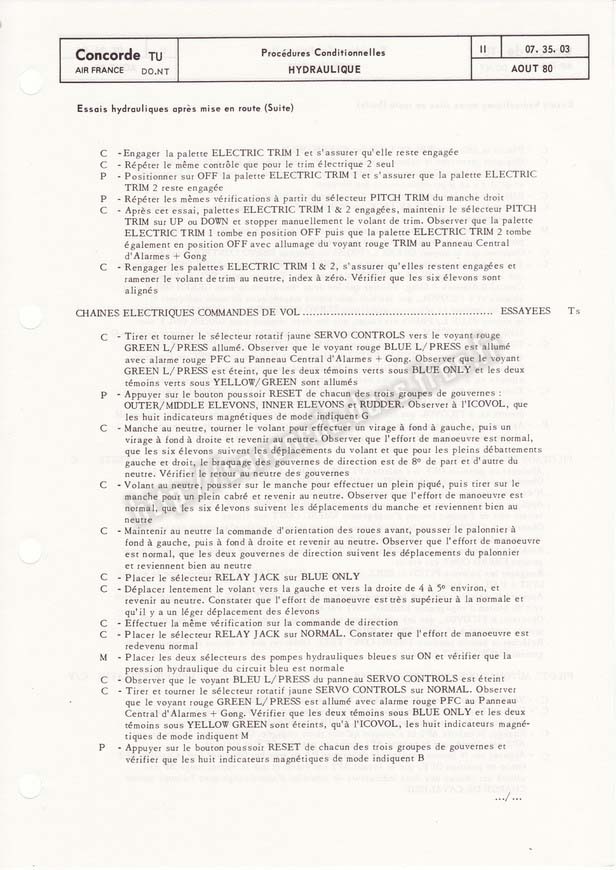 Concorde TU
AIR FRANCE DO.NT
Procédures Conditionnelles
HYDRAULIQUE
II
07. 35. 03
AOUT 80
Essais hydrauliques après mise en route (Suite)
C - Engager la palette ELECTRIC TRIM 1 et s'assurer qu'elle reste engagée
C - Répéter le même contrôle que pour le trim électrique 2 seul
P - Positionner sur OFF la palette ELECTRIC TRIM 1 et s'assurer que la palette ELECTRIC
TRIM 2 reste engagée
P - Répéter les mêmes vérifications à partir du sélecteur PITCH TRIM du manche droit
C - Après cet essai, palettes ELECTRIC TRIM 1 & 2 engagées, maintenir le sélecteur PITCH
TRIM sur UP ou DOWN et stopper manuellement le volant de trim. Observer que la palette
ELECTRIC TRIM 1 tombe en position OFF puis que la palette ELECTRIC TRIM 2 tombe
également en position OFF avec allumage du voyant rouge TRIM au Panneau Central
d'Alarmes + Gong
C - Rengager les palettes ELECTRIC TRIM 1 & 2, s'assurer qu'elles restent engagées et
ramener le volant de trim au neutre, index à zéro. Vérifier que les six élevons sont
alignés
CHAINES ELECTRIQUES COMMANDES DE VOL ........................................ ESSAYEES Ts
C - Tirer et tourner le sélecteur rotatif jaune SERVO CONTROLS vers le voyant rouge
GREEN L/PRESS allumé. Observer que le voyant rouge BLUE L/PRESS est allumé
avec alarme rouge PFC au Panneau Central d'Alarmes + Gong. Observer que le voyant
GREEN L/PRESS est éteint, que les deux témoins verts sous BLUE ONLY et les deux
témoins verts sous YELLOW/GREEN sont allumés
P - Appuyer sur le bouton poussoir RESET de chacun des trois groupes de gouvernes :
OUTER/MIDDLE ELEVONS, INNER ELEVONS et RUDDER. Observer à l'ICOVOL, que
les huit indicateurs magnétiques de mode indiquent G
C - Manche au neutre, tourner le volant pour effectuer un virage à fond à gauche, puis un
virage à fond à droite et revenir au neutre. Observer que l'effort de manoeuvre est normal,
que les six élevons suivent les déplacements du volant et que pour les pleins débattements
gauche et droit, le braquage des gouvernes de direction est de 8º de part et d'autre du
neutre. Vérifier le retour au neutre des gouvernes
C - Volant au neutre, pousser sur le manche pour effectuer un plein piqué, puis tirer sur le
manche pour un plein cabré et revenir au neutre. Observer que l'effort de manoeuvre est
normal, que les six élevons suivent les déplacements du manche et reviennent bien au
neutre
C - Maintenir au neutre la commande d'orientation des roues avant, pousser le palonnier à
fond à gauche, puis à fond à droite et revenir au neutre. Observer que l'effort de manoeuvre
est normal, que les deux gouvernes de direction suivent les déplacements du palonnier
et reviennent bien au neutre
C - Placer le sélecteur RELAY JACK sur BLUE ONLY
C - Déplacer lentement le volant vers la gauche et vers la droite de 4 à 5º environ, et
revenir au neutre. Constater que l'effort de manoeuvre est très supérieur à la normale et
qu'il y a un léger déplacement des élevons
C - Effectuer la même vérification sur la commande de direction
C - Placer le sélecteur RELAY JACK sur NORMAL. Constater que l'effort de manoeuvre est
redevenu normal
M - Placer les deux sélecteurs des pompes hydrauliques bleues sur ON et vérifier que la
pression hydraulique du circuit bleu est normale
C - Observer que le voyant BLEU L/PRESS du panneau SERVO CONTROLS est éteint
C - Tirer et tourner le sélecteur rotatif jaune SERVO CONTROLS sur NORMAL. Observer
que le voyant rouge GREEN L/PRESS est allumé avec alarme rouge PFC au Panneau
Central d'Alarmes + Gong. Vérifier que les deux témoins sous BLUE ONLY et les deux
témoins sous YELLOW GREEN sont éteints, qu'à l'ICOVOL, les huit indicateurs magné-
tiques de mode indiquent M
P - Appuyer sur le bouton poussoir RESET de chacun des trois groupes de gouvernes et
vérifier que les huit indicateurs magnétiques de mode indiquent B
.../...